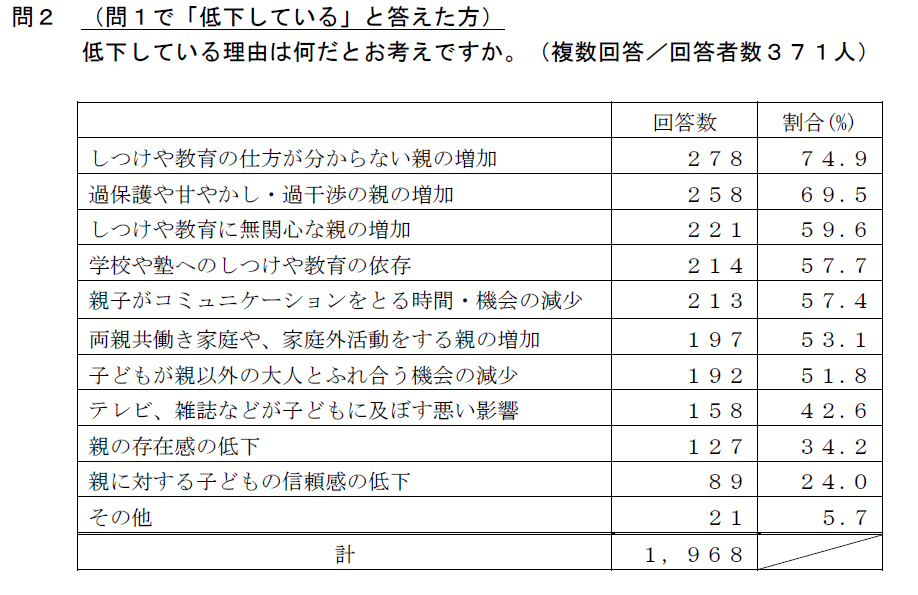 問２ （問１で「低下している」と答えた方）
低下している理由は何だとお考えですか。（複数回答／回答者数３７１人）
回答数 割合(%)
しつけや教育の仕方が分からない親の増加 ２７８ ７４.９
過保護や甘やかし・過干渉の親の増加 ２５８ ６９.５
しつけや教育に無関心な親の増加 ２２１ ５９.６
学校や塾へのしつけや教育の依存 ２１４ ５７.７
親子がコミュニケーションをとる時間・機会の減少 ２１３ ５７.４
両親共働き家庭や、家庭外活動をする親の増加 １９７ ５３.１
子どもが親以外の大人とふれ合う機会の減少 １９２ ５１.８
テレビ、雑誌などが子どもに及ぼす悪い影響 １５８ ４２.６
親の存在感の低下 １２７ ３４.２
親に対する子どもの信頼感の低下 ８９ ２４.０
その他 ２１ ５.７
計 １,９６８